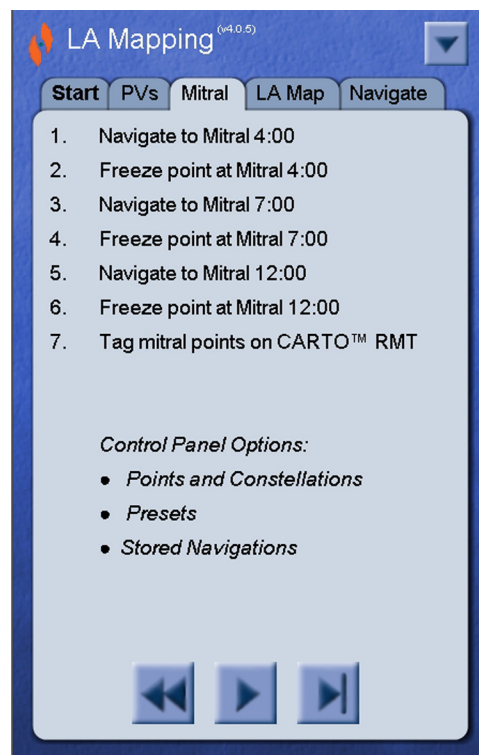 LA Mapping (v4.0.5)
Start PVs Mitral LA Map Navigate
1. Navigate to Mitral 4:00
2. Freeze point at Mitral 4:00
3. Navigate to Mitral 7:00
4. Freeze point at Mitral 7:00
5. Navigate to Mitral 12:00
6. Freeze point at Mitral 12:00
7. Tag mitral points on CARTO™ RMT
Control Panel Options:
• Points and Constellations
• Presets
• Stored Navigations